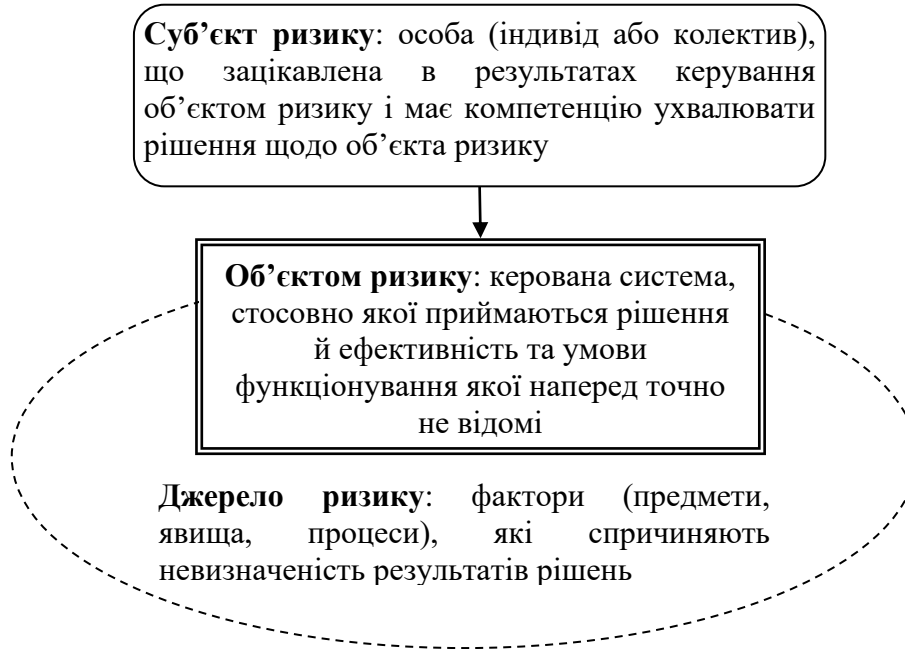 Суб’єкт ризику: особа (індивід або колектив),
що зацікавлена в результатах керування
об’єктом ризику і має компетенцію ухвалювати
рішення щодо об’єкта ризику
Об’єктом ризику: керована система,
стосовно якої приймаються рішення
й ефективність та умови
функціонування якої наперед точно
не відомі
Джерело ризику: фактори (предмети,
явища, процеси), які спричиняють
невизначеність результатів рішень